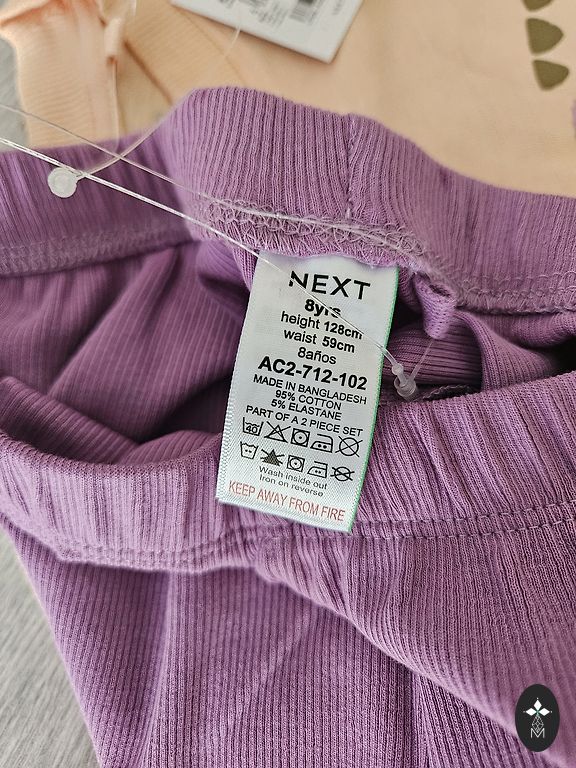 NEXT
8yrs
height 128cm
waist 59cm
8años
AC2-712-102
MADE IN BANGLADESH
95% COTTON
5% ELASTANE
PART OF A 2 PIECE SET
40
Wash inside out
Iron on reverse
KEEP AWAY FROM FIRE